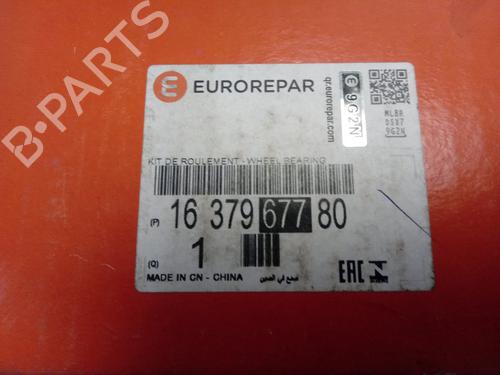 B-PARTS
EUROREPAR
qr.eurorepar.com
9G2N
MLBR
DSX7
9G2N
KIT DE ROULEMENT - WHEEL BEARING
(P) 16 379 677 80
(Q) 1
MADE IN CN - CHINA صنع في الصين
EAC